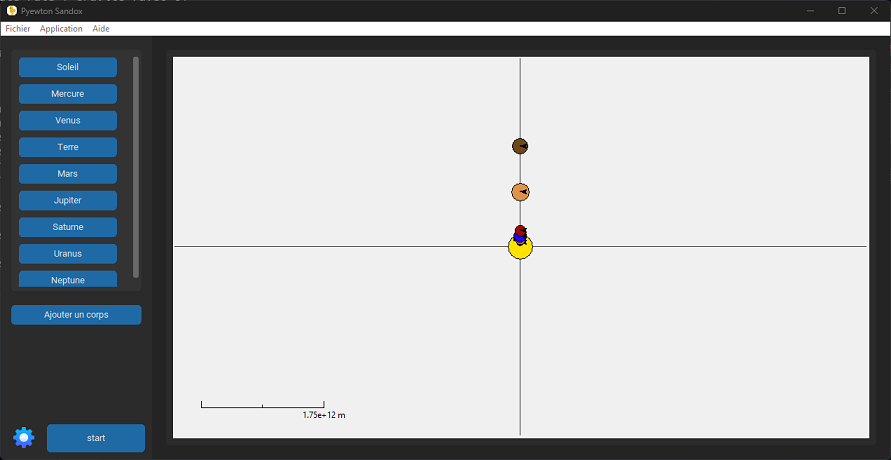 Pyewton Sandox
Fichier Application Aide
Soleil
Mercure
Venus
Terre
Mars
Jupiter
Saturne
Uranus
Neptune
Ajouter un corps
start
1.75e+12 m